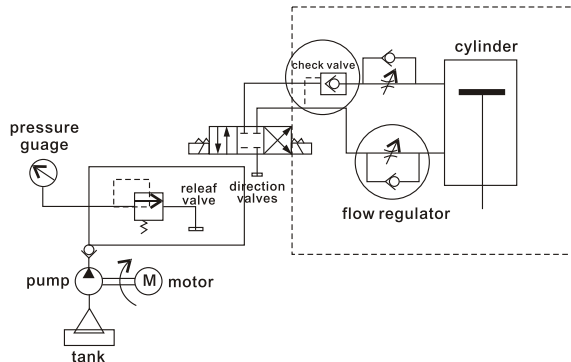 cylinder
check valve
pressure
guage
releaf
valve
direction
valves
flow regulator
pump
M
motor
tank